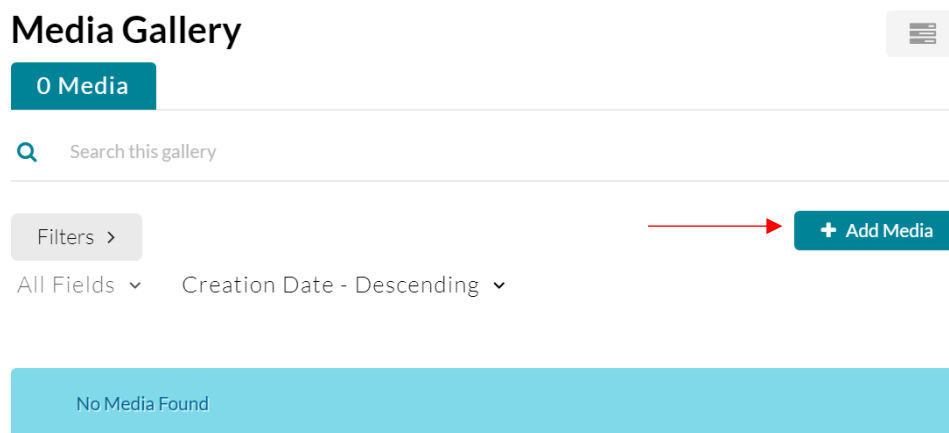 Media Gallery
0 Media
Search this gallery
Filters
Add Media
All Fields
Creation Date - Descending
No Media Found